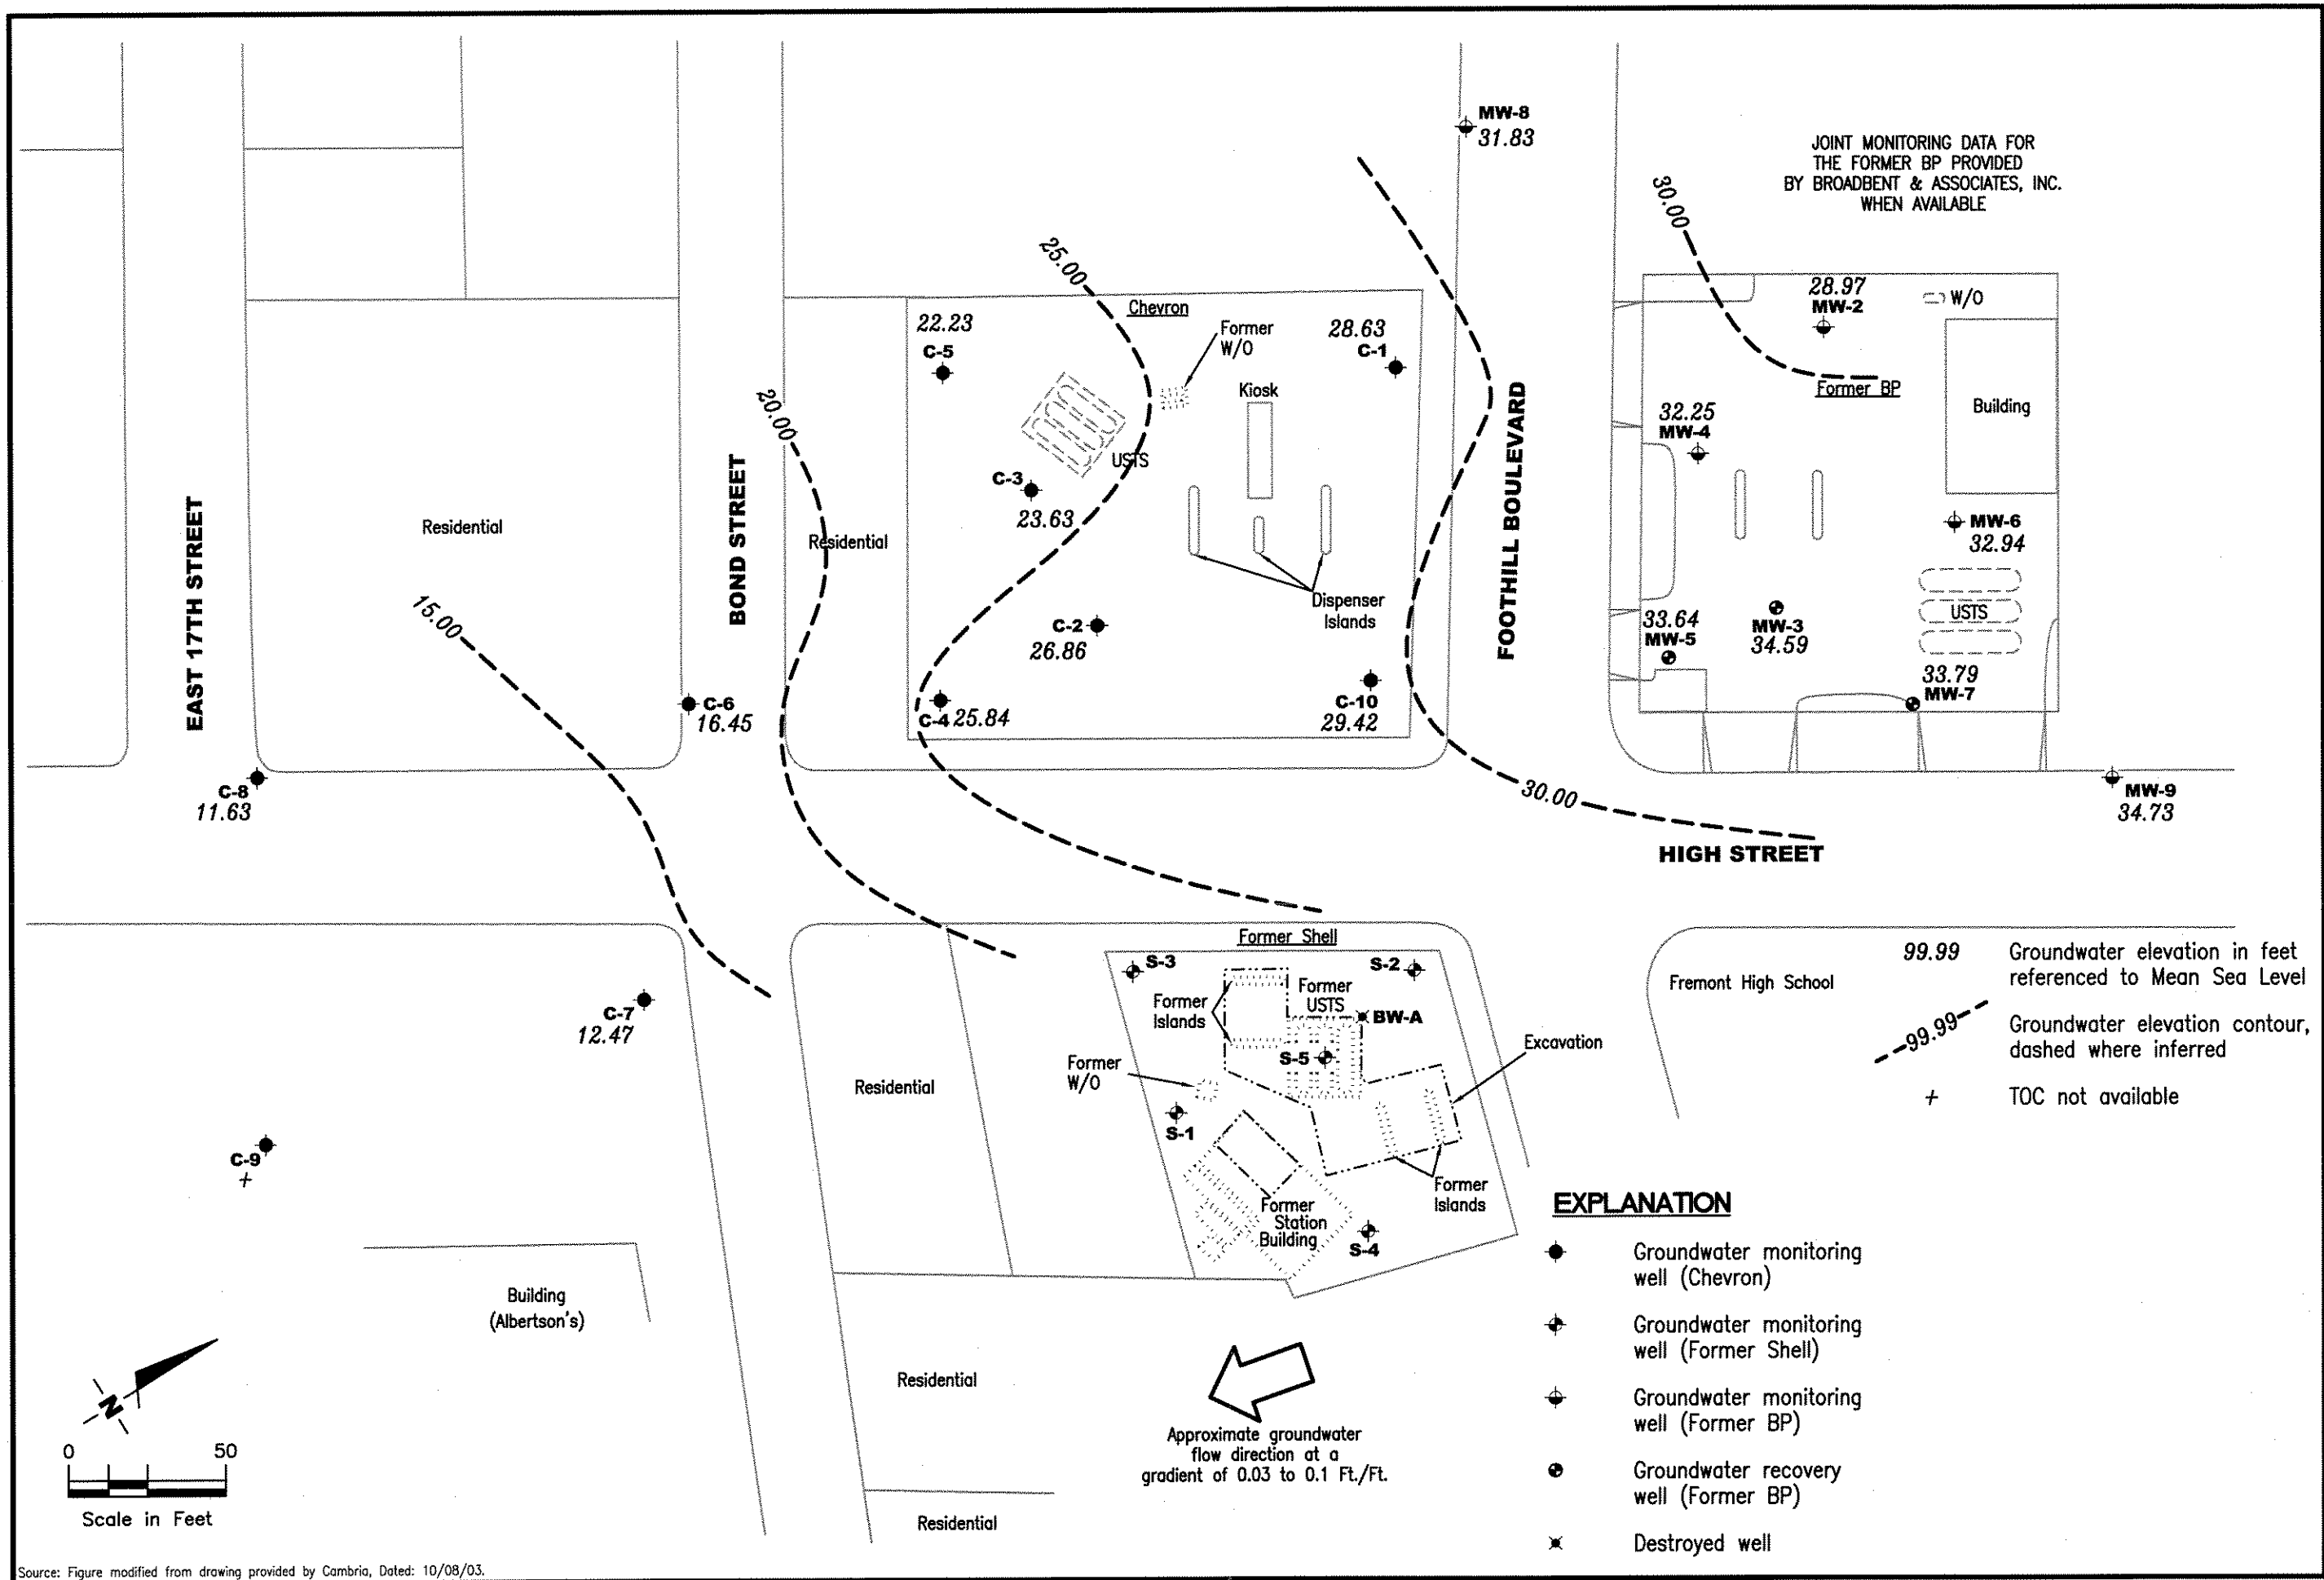 MW-8
31.83
JOINT MONITORING DATA FOR
THE FORMER BP PROVIDED
BY BROADBENT & ASSOCIATES, INC.
WHEN AVAILABLE
30.00
25.00
Chevron
22.23
C-5
Former
W/O
28.63
C-1
Kiosk
28.97
MW-2
W/O
Former BP
Building
20.00
USTS
C-3
23.63
32.25
MW-4
MW-6
32.94
EAST 17TH STREET
Residential
BOND STREET
Residential
FOOTHILL BOULEVARD
Dispenser
Islands
15.00
C-2
26.86
33.64
MW-5
MW-3
34.59
USTS
33.79
MW-7
C-6
16.45
C-4 25.84
C-10
29.42
C-8
11.63
30.00
MW-9
34.73
HIGH STREET
Former Shell
S-3
S-2
Former
Islands
Former
USTS
BW-A
S-5
Former
W/O
S-1
Excavation
Former
Islands
Former
Station
Building
S-4
C-7
12.47
Residential
C-9
+
Building
(Albertson's)
Residential
Residential
Fremont High School
99.99
Groundwater elevation in feet
referenced to Mean Sea Level
99.99
Groundwater elevation contour,
dashed where inferred
+
TOC not available
EXPLANATION
Groundwater monitoring
well (Chevron)
Groundwater monitoring
well (Former Shell)
Groundwater monitoring
well (Former BP)
Groundwater recovery
well (Former BP)
Destroyed well
Approximate groundwater
flow direction at a
gradient of 0.03 to 0.1 Ft./Ft.
N
0 50
Scale in Feet
Source: Figure modified from drawing provided by Cambria, Dated: 10/08/03.